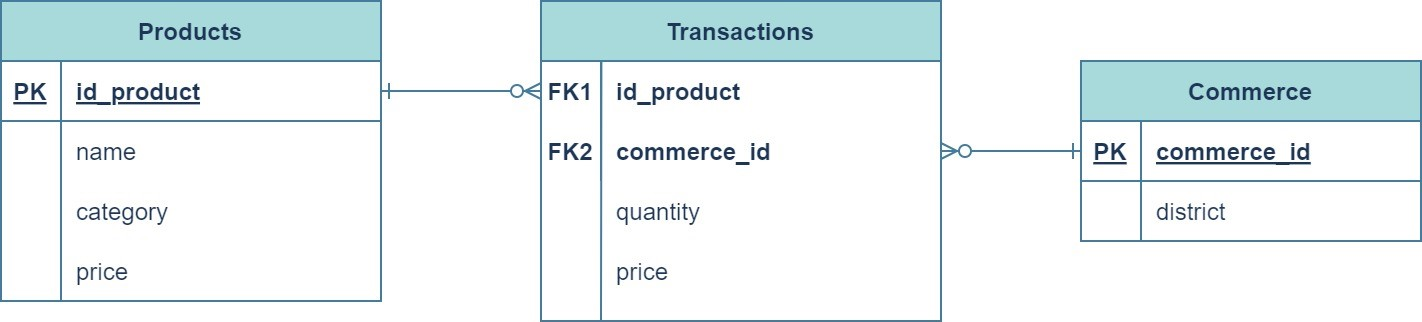 Products
PK id_product
name
category
price
Transactions
FK1 id_product
FK2 commerce_id
quantity
price
Commerce
PK commerce_id
district